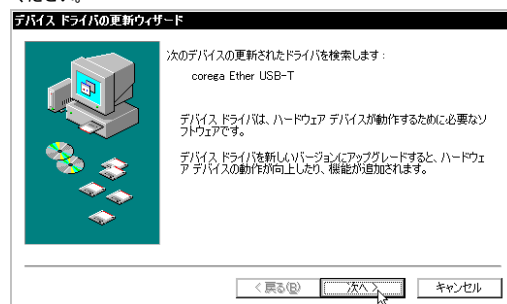 ください。
デバイス ドライバの更新ウィザード
次のデバイスの更新されたドライバを検索します:
corega Ether USB-T
デバイス ドライバは、ハードウェア デバイスが動作するために必要なソ
フトウェアです。
デバイス ドライバを新しいバージョンにアップグレードすると、ハードウェ
ア デバイスの動作が向上したり、機能が追加されます。
< 戻る(B) 次へ > キャンセル